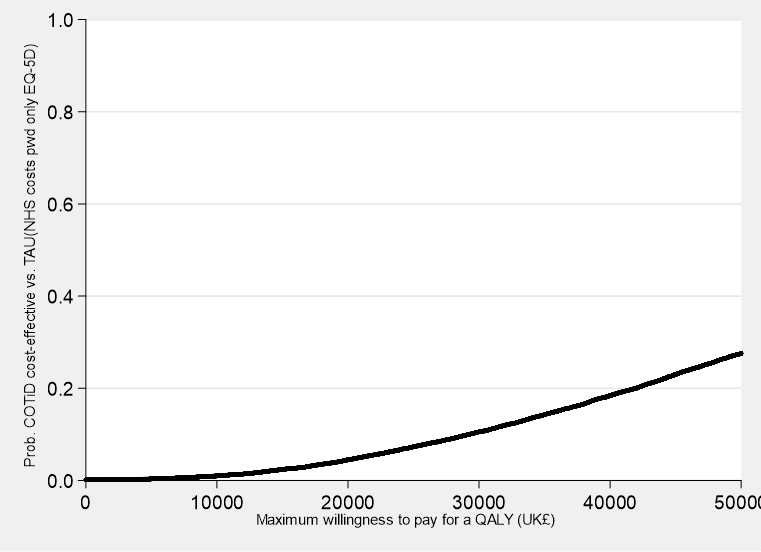 Prob. COTiD cost-effective vs. TAU(NHS costs pwd only EQ-5D)
1.0
0.8
0.6
0.4
0.2
0.0
0 10000 20000 30000 40000 50000
Maximum willingness to pay for a QALY (UK£)